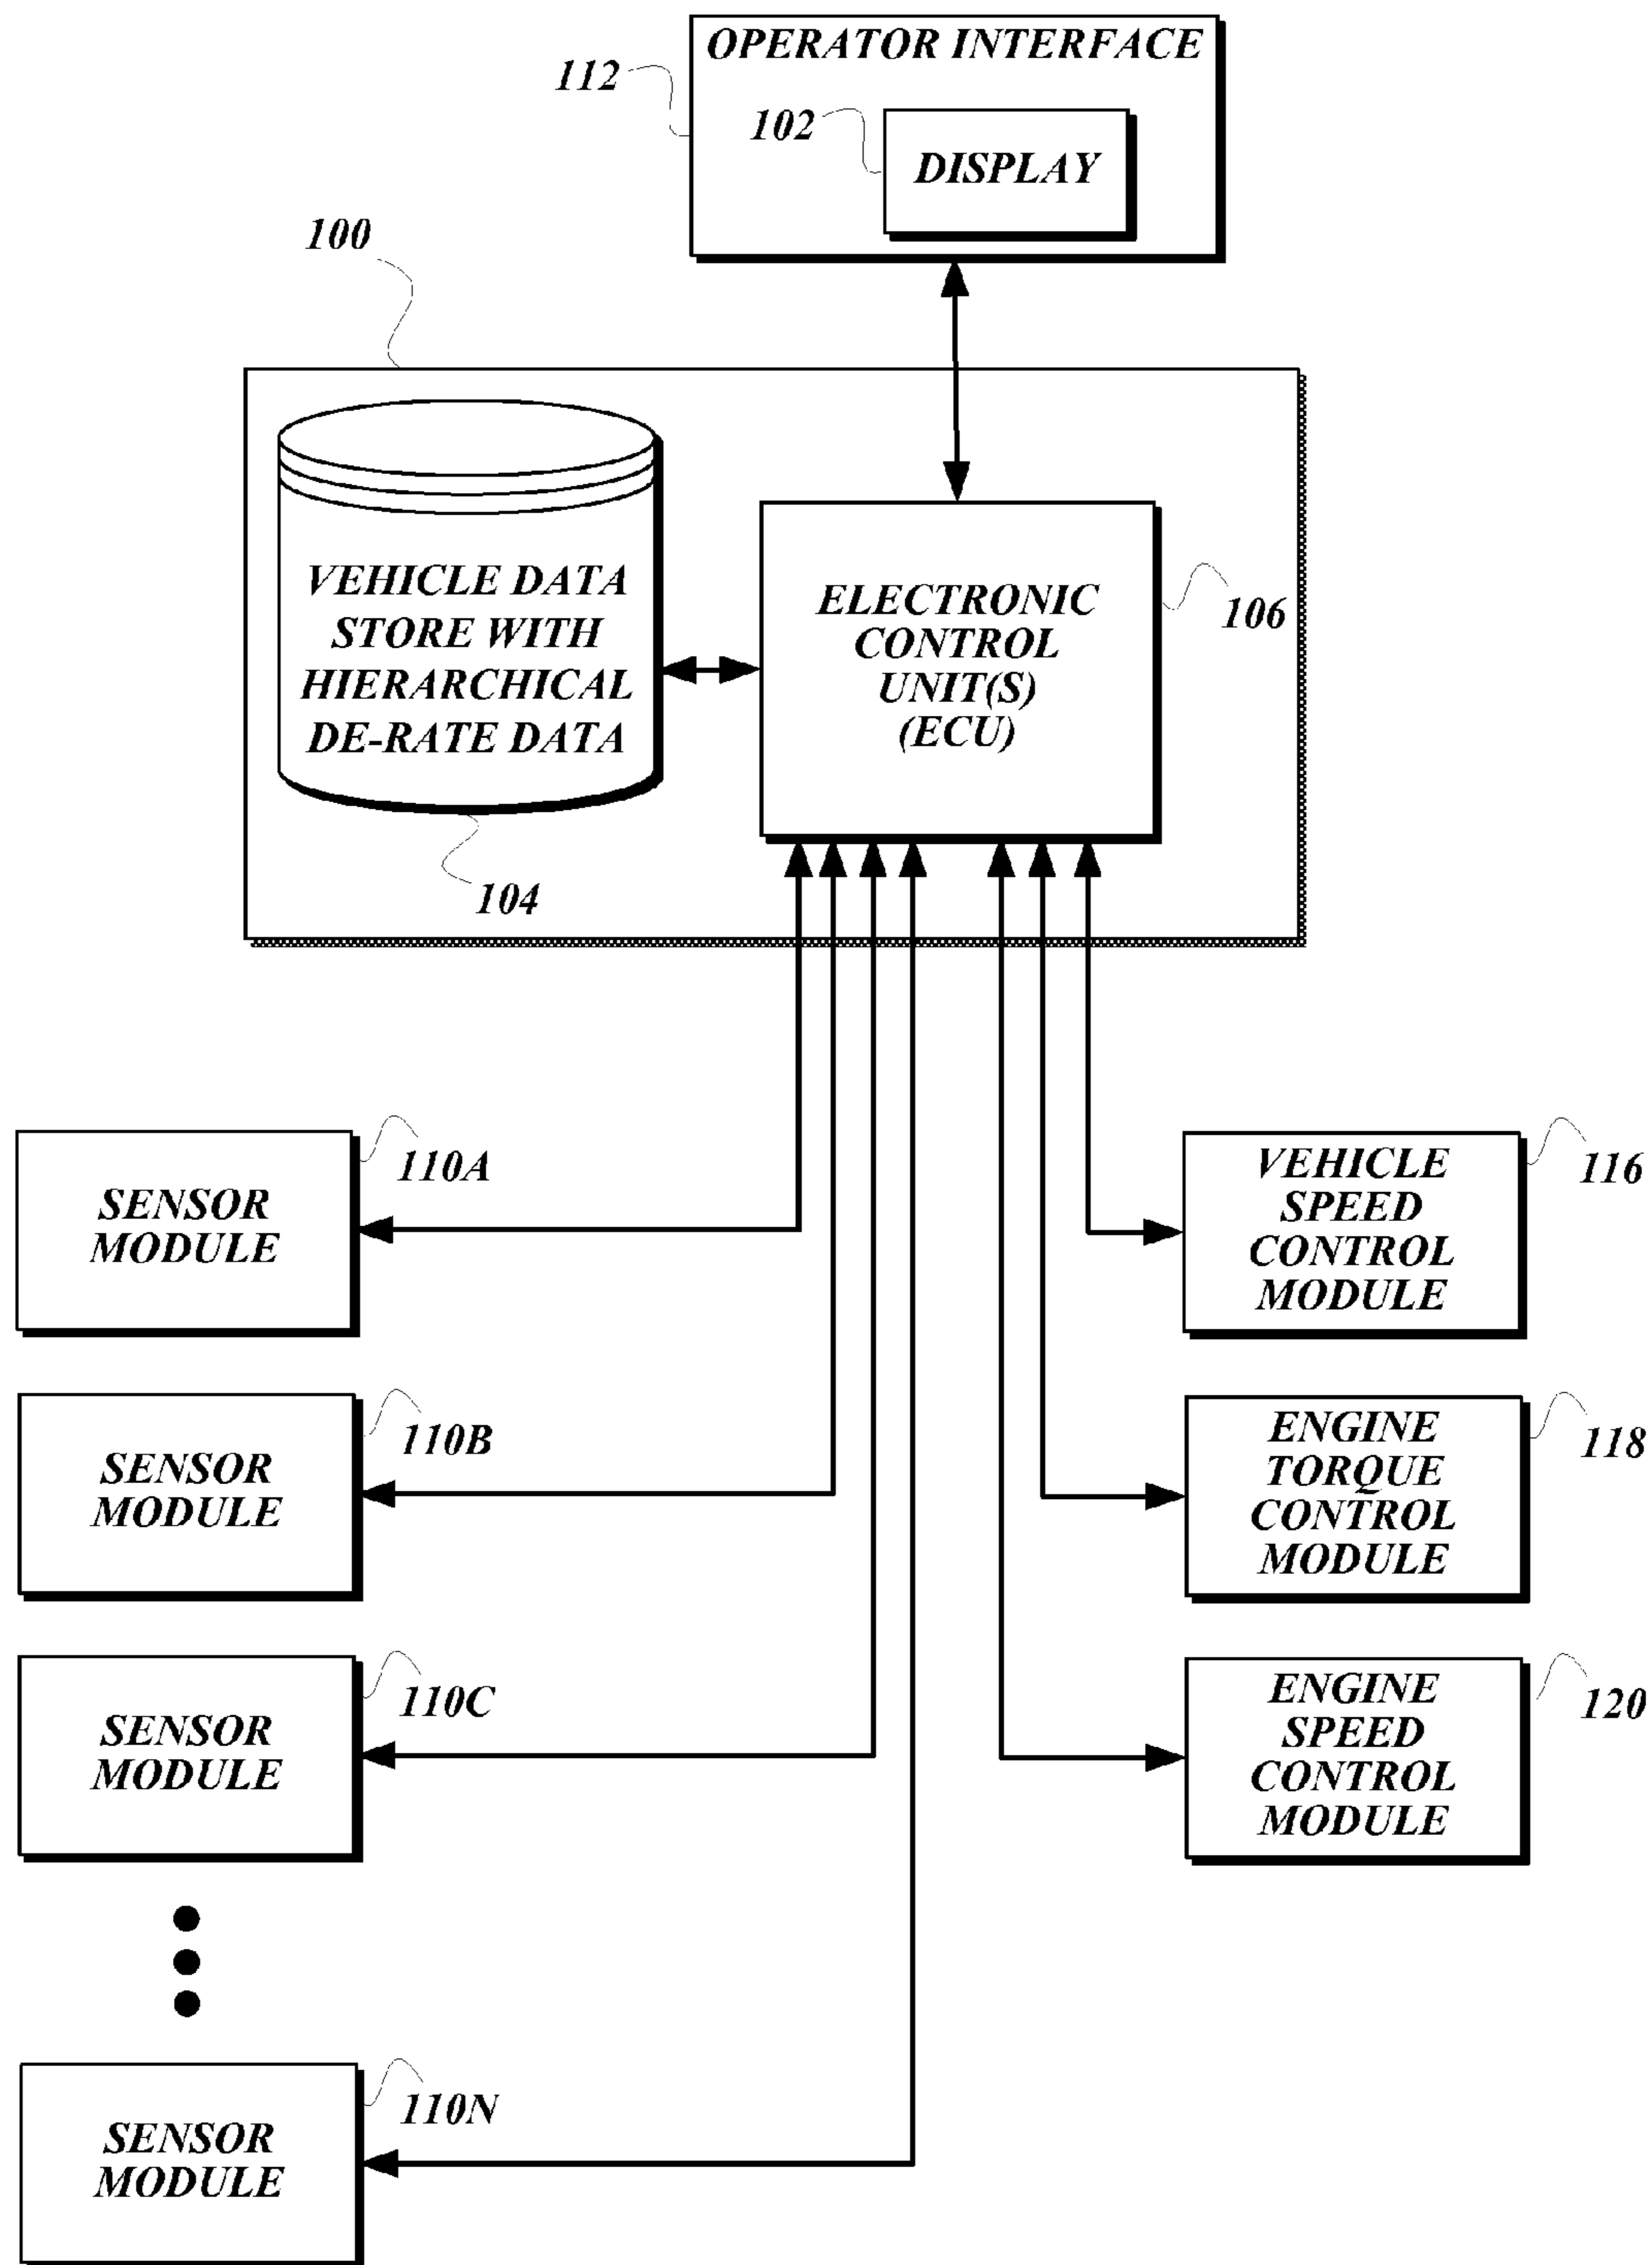 OPERATOR INTERFACE
112
102
DISPLAY
100
VEHICLE DATA
STORE WITH
HIERARCHICAL
DE-RATE DATA
104
ELECTRONIC
CONTROL
UNIT(S)
(ECU)
106
SENSOR
MODULE
110A
VEHICLE
SPEED
CONTROL
MODULE
116
SENSOR
MODULE
110B
ENGINE
TORQUE
CONTROL
MODULE
118
SENSOR
MODULE
110C
ENGINE
SPEED
CONTROL
MODULE
120
SENSOR
MODULE
110N